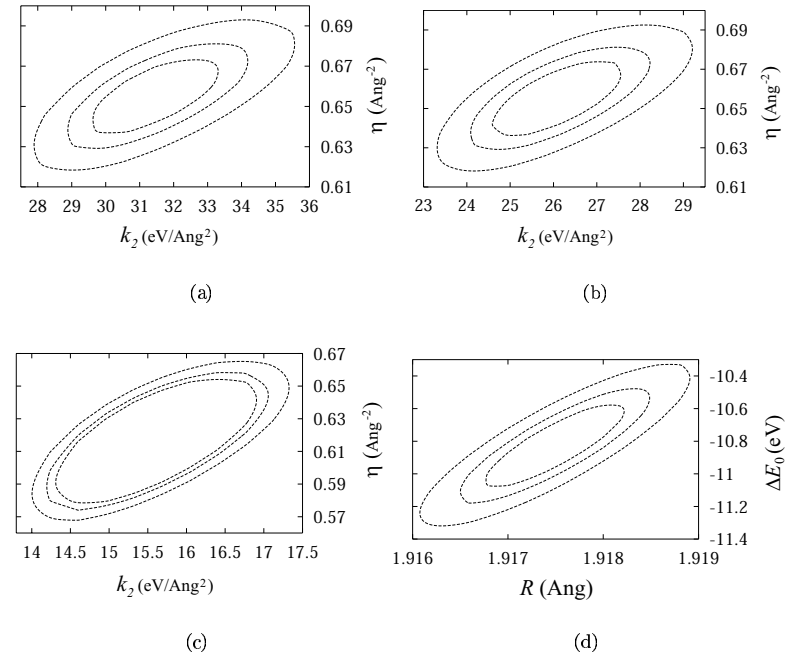 0.69
0.67
0.65
0.63
0.61
η (Ang⁻²)
28 29 30 31 32 33 34 35 36
k₂ (eV/Ang²)
(a)
0.69
0.67
0.65
0.63
0.61
η (Ang⁻²)
23 24 25 26 27 28 29
k₂ (eV/Ang²)
(b)
0.67
0.65
0.63
0.61
0.59
0.57
η (Ang⁻²)
14 14.5 15 15.5 16 16.5 17 17.5
k₂ (eV/Ang²)
(c)
-10.4
-10.6
-10.8
-11
-11.2
-11.4
ΔE₀ (eV)
1.916 1.917 1.918 1.919
R (Ang)
(d)